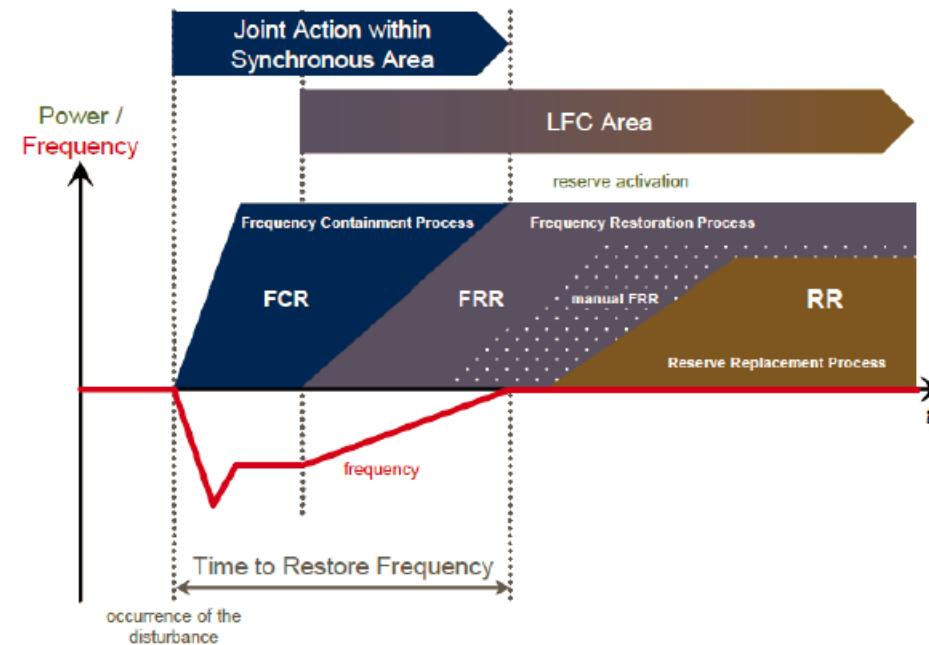 Joint Action within
Synchronous Area
LFC Area
Power /
Frequency
reserve activation
Frequency Containment Process
Frequency Restoration Process
FCR
FRR
manual FRR
RR
Reserve Replacement Process
frequency
Time to Restore Frequency
occurrence of the
disturbance